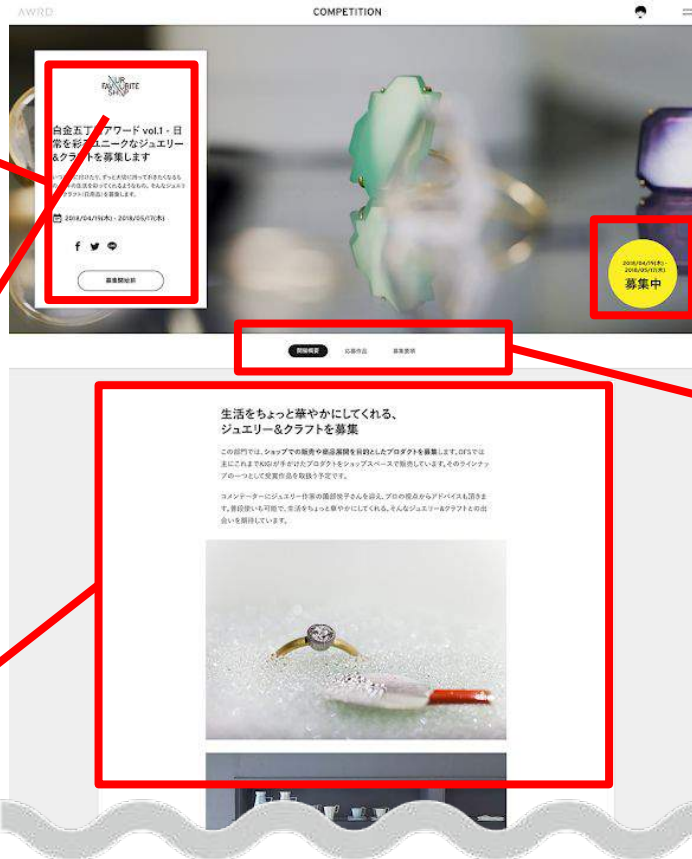 AWRD
COMPETITION
OUR
FAVOURITE
SHOP
白金五丁目アワード vol.1 - 日
常を彩るユニークなジュエリー
&クラフトを募集します
2018/04/19(木) - 2018/05/17(木)
募集開始前
2018/04/19(木) -
2018/05/17(木)
募集中
開催概要
応募作品
募集要項
生活をちょっと華やかにしてくれる、
ジュエリー&クラフトを募集
この部門では、ショップでの販売や商品展開を目的としたプロダクトを募集します。OFSでは
主にこれまでKIGIが手がけたプロダクトをショップスペースで販売しています。そのラインナッ
プの一つとして受賞作品を取扱う予定です。
コメンテーターにジュエリー作家の薗部悦子さんを迎え、プロの視点からアドバイスも頂きま
す。普段使いも可能で、生活をちょっと華やかにしてくれる。そんなジュエリー&クラフトとの出
会いを期待しています。